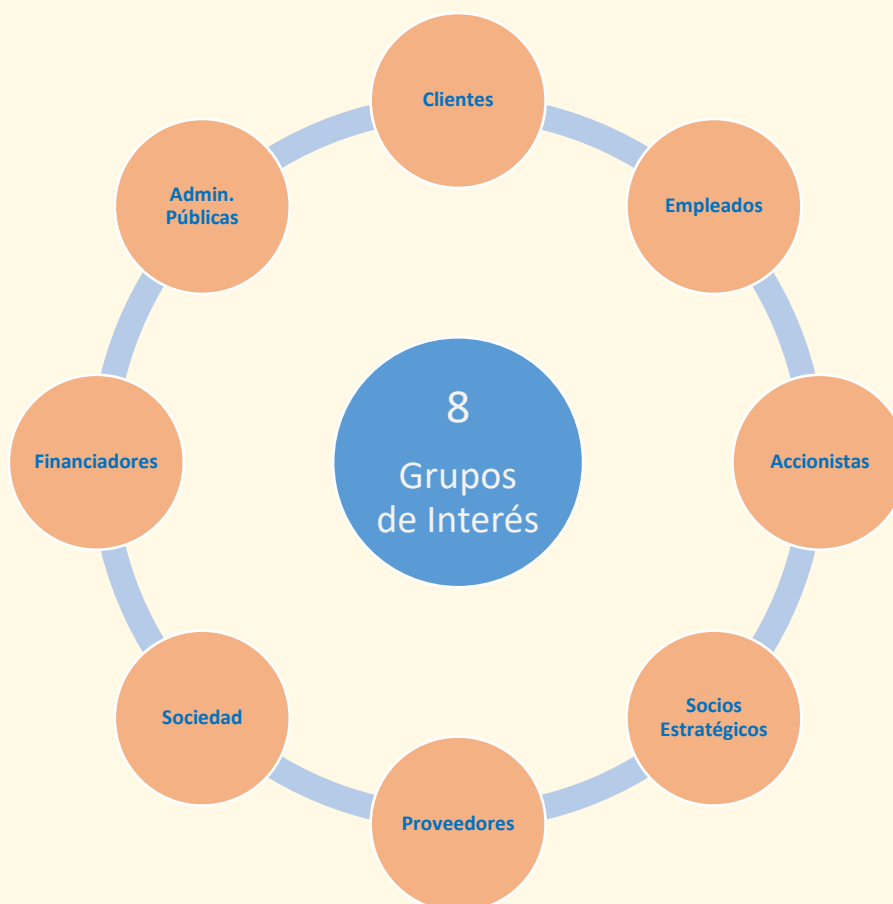 Clientes
Empleados
Accionistas
Socios
Estratégicos
Proveedores
Sociedad
Financiadores
Admin.
Públicas
8
Grupos
de Interés